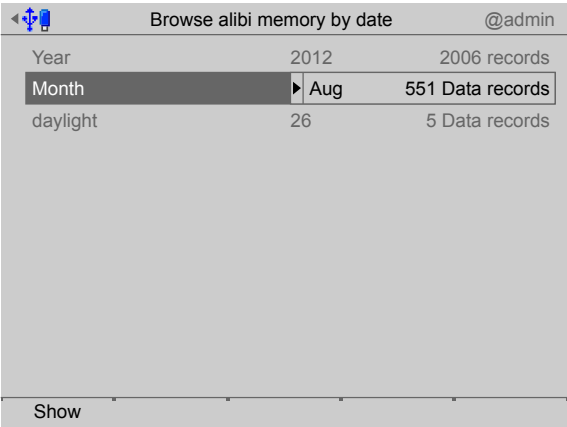 Browse alibi memory by date @admin
Year 2012 2006 records
Month Aug 551 Data records
daylight 26 5 Data records
Show